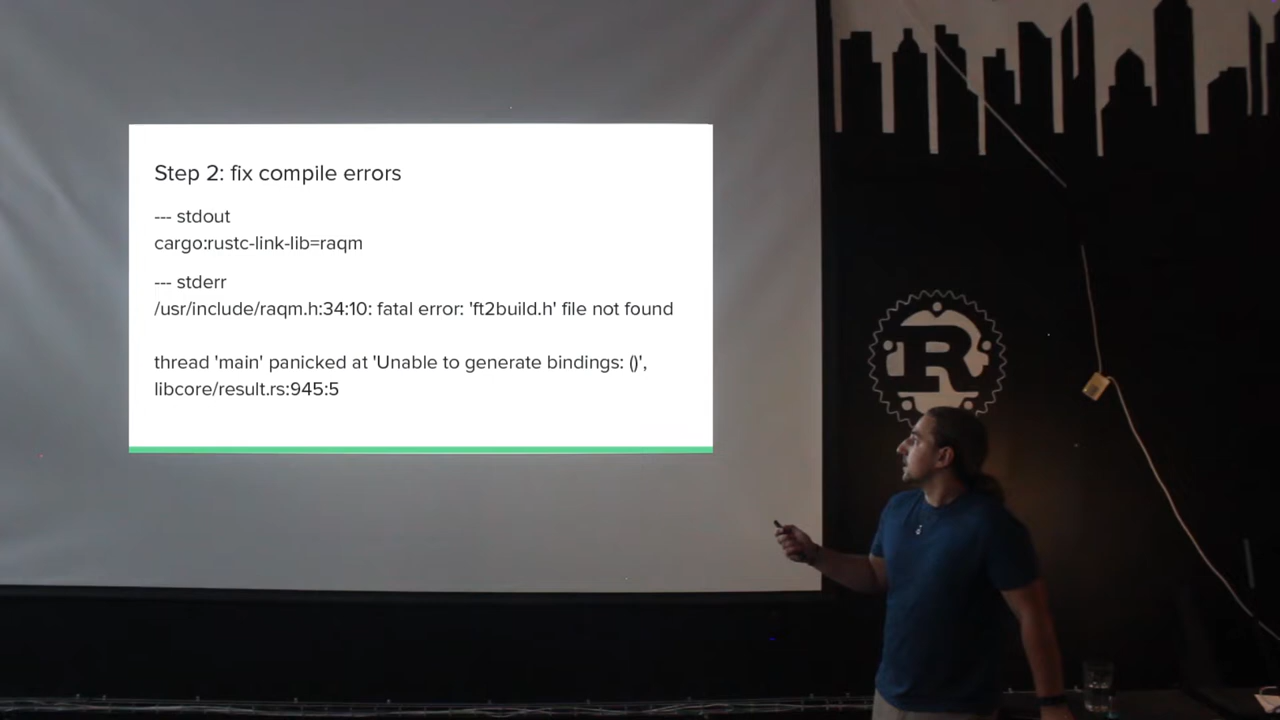 Step 2: fix compile errors
--- stdout
cargo:rustc-link-lib=raqm
--- stderr
/usr/include/raqm.h:34:10: fatal error: 'ft2build.h' file not found
thread 'main' panicked at 'Unable to generate bindings: ()',
libcore/result.rs:945:5
R